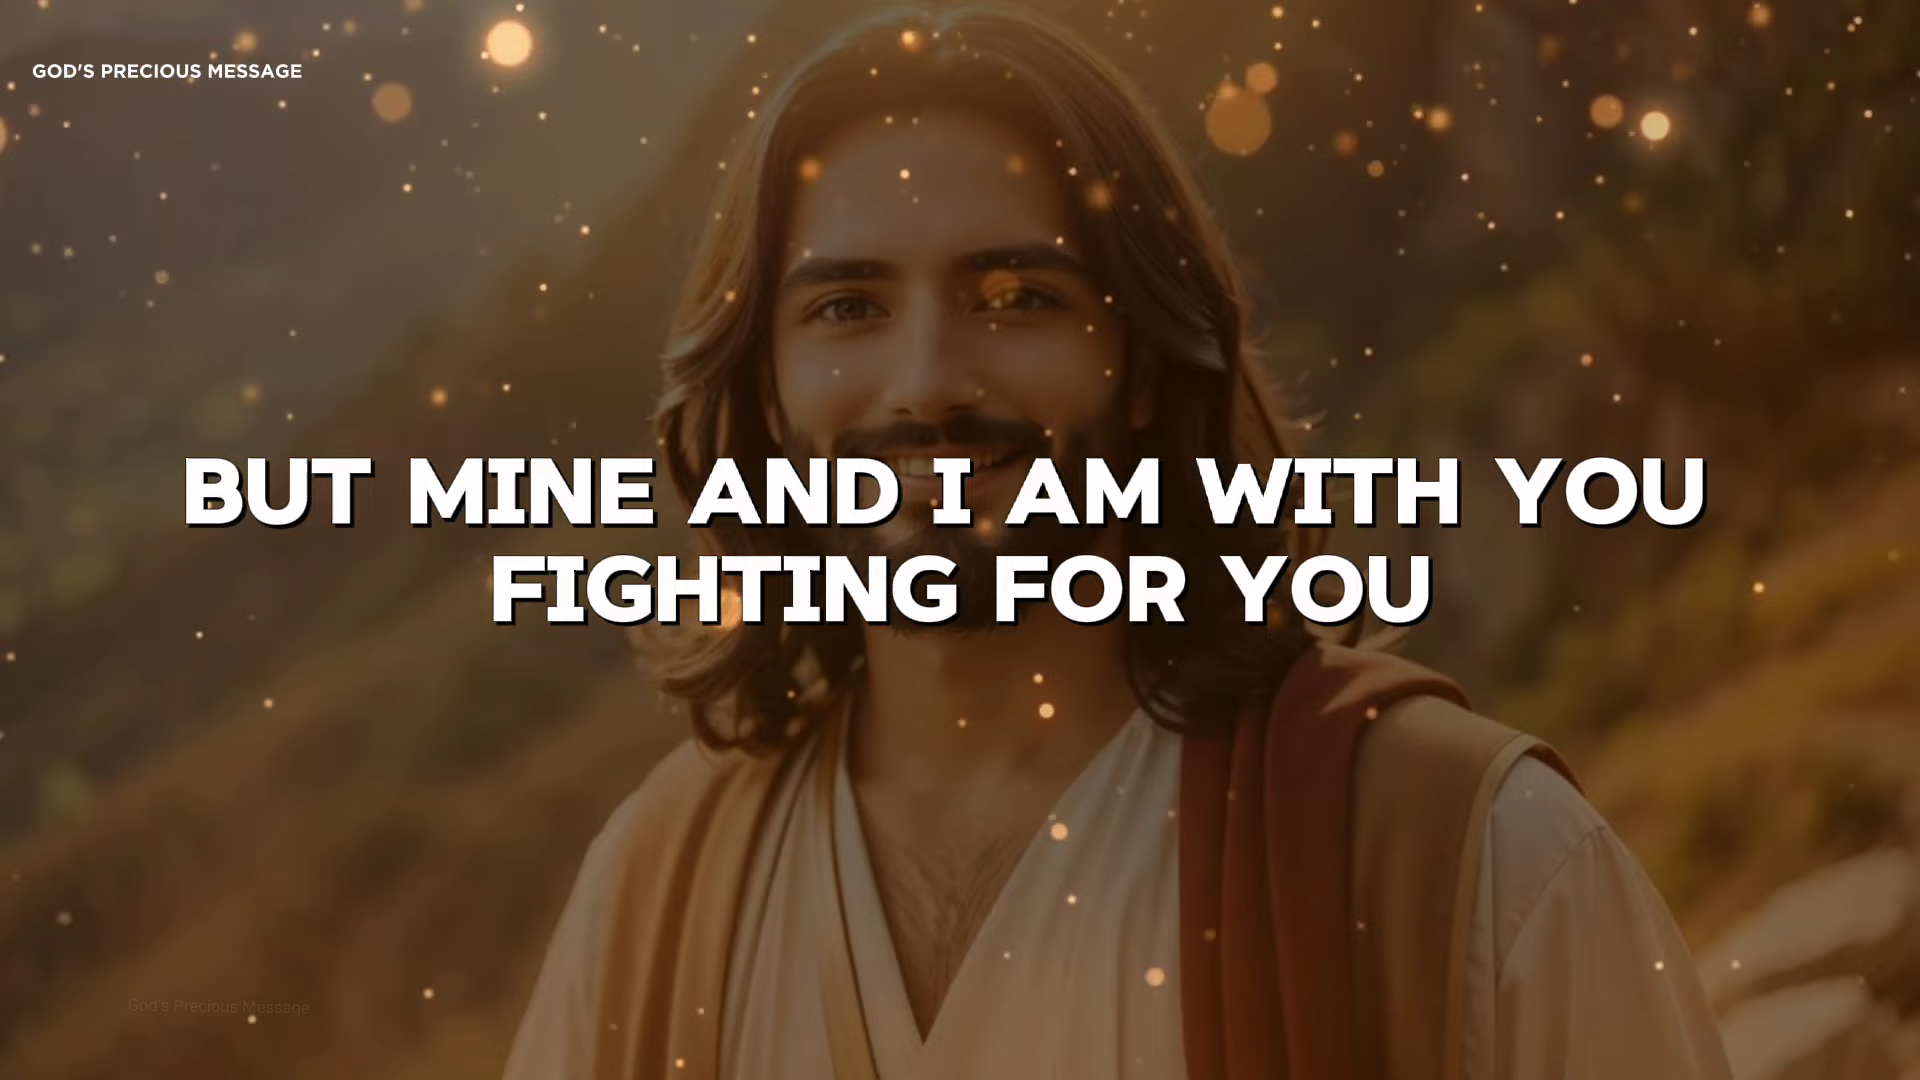 GOD'S PRECIOUS MESSAGE
BUT MINE AND I AM WITH YOU
FIGHTING FOR YOU
God's Precious Message